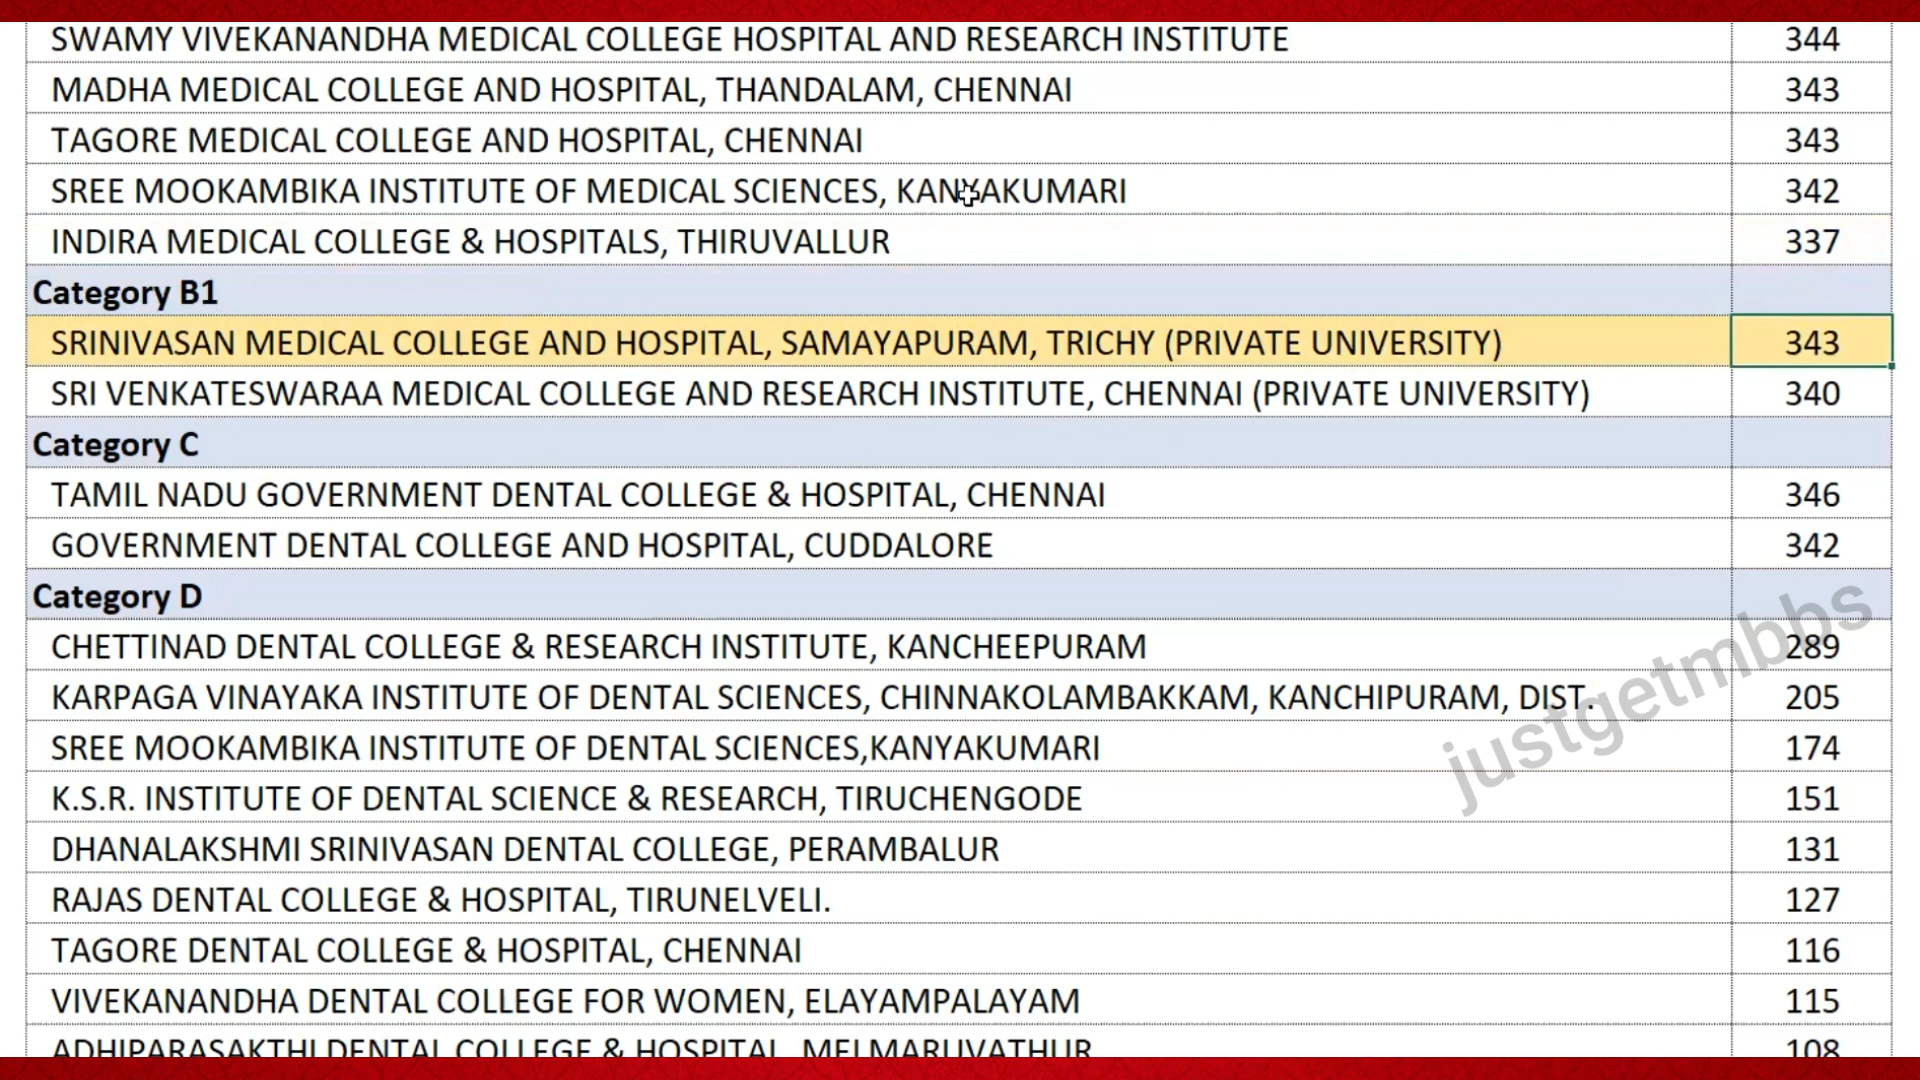 SWAMY VIVEKANANDHA MEDICAL COLLEGE HOSPITAL AND RESEARCH INSTITUTE 344
MADHA MEDICAL COLLEGE AND HOSPITAL, THANDALAM, CHENNAI 343
TAGORE MEDICAL COLLEGE AND HOSPITAL, CHENNAI 343
SREE MOOKAMBIKA INSTITUTE OF MEDICAL SCIENCES, KANYAKUMARI 342
INDIRA MEDICAL COLLEGE & HOSPITALS, THIRUVALLUR 337
Category B1
SRINIVASAN MEDICAL COLLEGE AND HOSPITAL, SAMAYAPURAM, TRICHY (PRIVATE UNIVERSITY) 343
SRI VENKATESWARAA MEDICAL COLLEGE AND RESEARCH INSTITUTE, CHENNAI (PRIVATE UNIVERSITY) 340
Category C
TAMIL NADU GOVERNMENT DENTAL COLLEGE & HOSPITAL, CHENNAI 346
GOVERNMENT DENTAL COLLEGE AND HOSPITAL, CUDDALORE 342
Category D
CHETTINAD DENTAL COLLEGE & RESEARCH INSTITUTE, KANCHEEPURAM 289
KARPAGA VINAYAKA INSTITUTE OF DENTAL SCIENCES, CHINNAKOLAMBAKKAM, KANCHIPURAM, DIST. 205
SREE MOOKAMBIKA INSTITUTE OF DENTAL SCIENCES,KANYAKUMARI 174
K.S.R. INSTITUTE OF DENTAL SCIENCE & RESEARCH, TIRUCHENGODE 151
DHANALAKSHMI SRINIVASAN DENTAL COLLEGE, PERAMBALUR 131
RAJAS DENTAL COLLEGE & HOSPITAL, TIRUNELVELI. 127
TAGORE DENTAL COLLEGE & HOSPITAL, CHENNAI 116
VIVEKANANDHA DENTAL COLLEGE FOR WOMEN, ELAYAMPALAYAM 115
ADHIPARASAKTHI DENTAL COLLEGE & HOSPITAL, MELMARUVATHUR 108
justgetmbbs